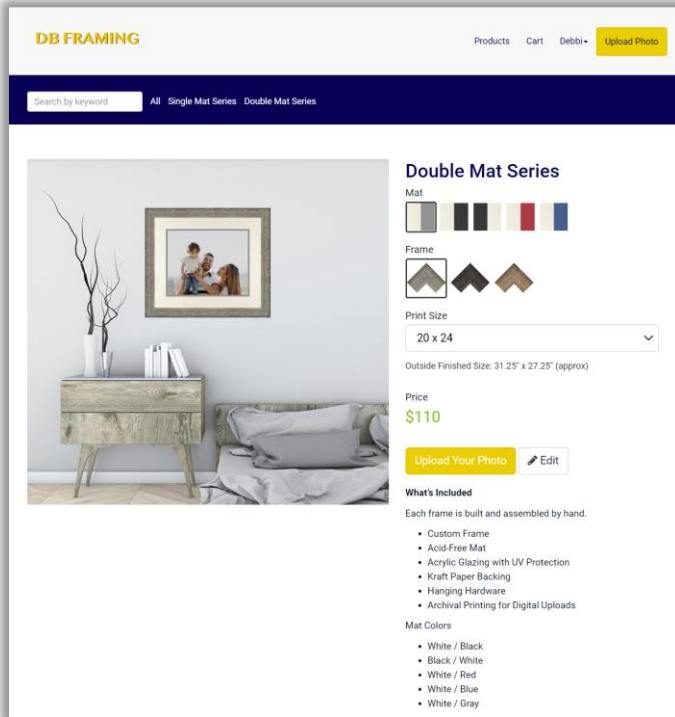 DB FRAMING
Products Cart Debbi Upload Photo
Search by keyword All Single Mat Series Double Mat Series
Double Mat Series
Mat
Frame
Print Size
20 x 24
Outside Finished Size: 31.25" x 27.25" (approx)
Price
$110
Upload Your Photo Edit
What's Included
Each frame is built and assembled by hand.
• Custom Frame
• Acid-Free Mat
• Acrylic Glazing with UV Protection
• Kraft Paper Backing
• Hanging Hardware
• Archival Printing for Digital Uploads
Mat Colors
• White / Black
• Black / White
• White / Red
• White / Blue
• White / Gray